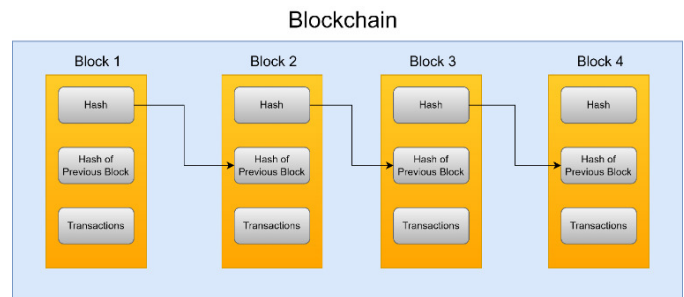 Blockchain
Block 1
Hash
Hash of
Previous Block
Transactions
Block 2
Hash
Hash of
Previous Block
Transactions
Block 3
Hash
Hash of
Previous Block
Transactions
Block 4
Hash
Hash of
Previous Block
Transactions